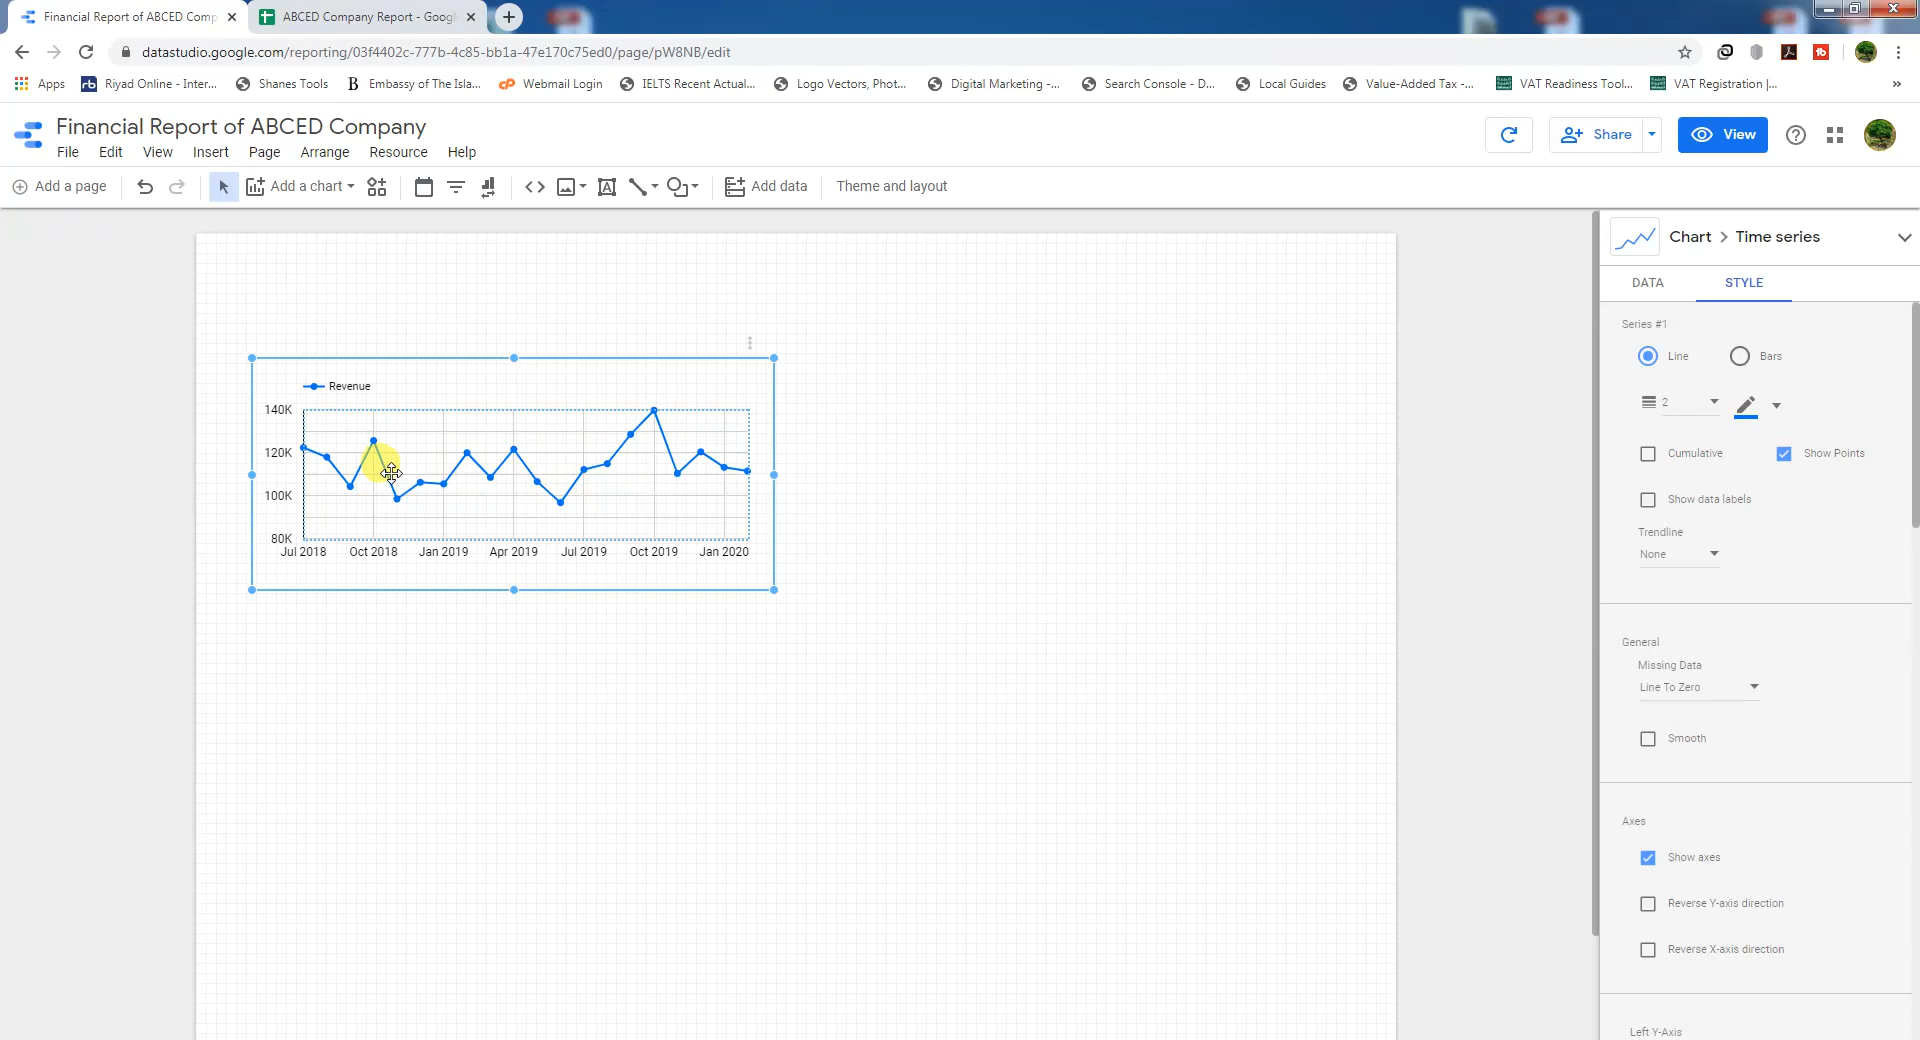 Financial Report of ABCED Comp
ABCED Company Report - Goog
datastudio.google.com/reporting/03f4402c-777b-4c85-bb1a-47e170c75ed0/page/pW8NB/edit
Apps
rb Riyad Online - Inter...
Shanes Tools
B Embassy of The Isla...
cP Webmail Login
IELTS Recent Actual...
Logo Vectors, Phot...
Digital Marketing -...
Search Console - D...
Local Guides
Value-Added Tax -...
VAT Readiness Tool...
VAT Registration |...
»
Financial Report of ABCED Company
File Edit View Insert Page Arrange Resource Help
Share
View
Add a page
Add a chart
Add data
Theme and layout
Chart > Time series
DATA STYLE
Series #1
Line Bars
2
Cumulative Show Points
Show data labels
Trendline
None
General
Missing Data
Line To Zero
Smooth
Axes
Show axes
Reverse Y-axis direction
Reverse X-axis direction
Left Y-Axis
Revenue
140K
120K
100K
80K
Jul 2018 Oct 2018 Jan 2019 Apr 2019 Jul 2019 Oct 2019 Jan 2020